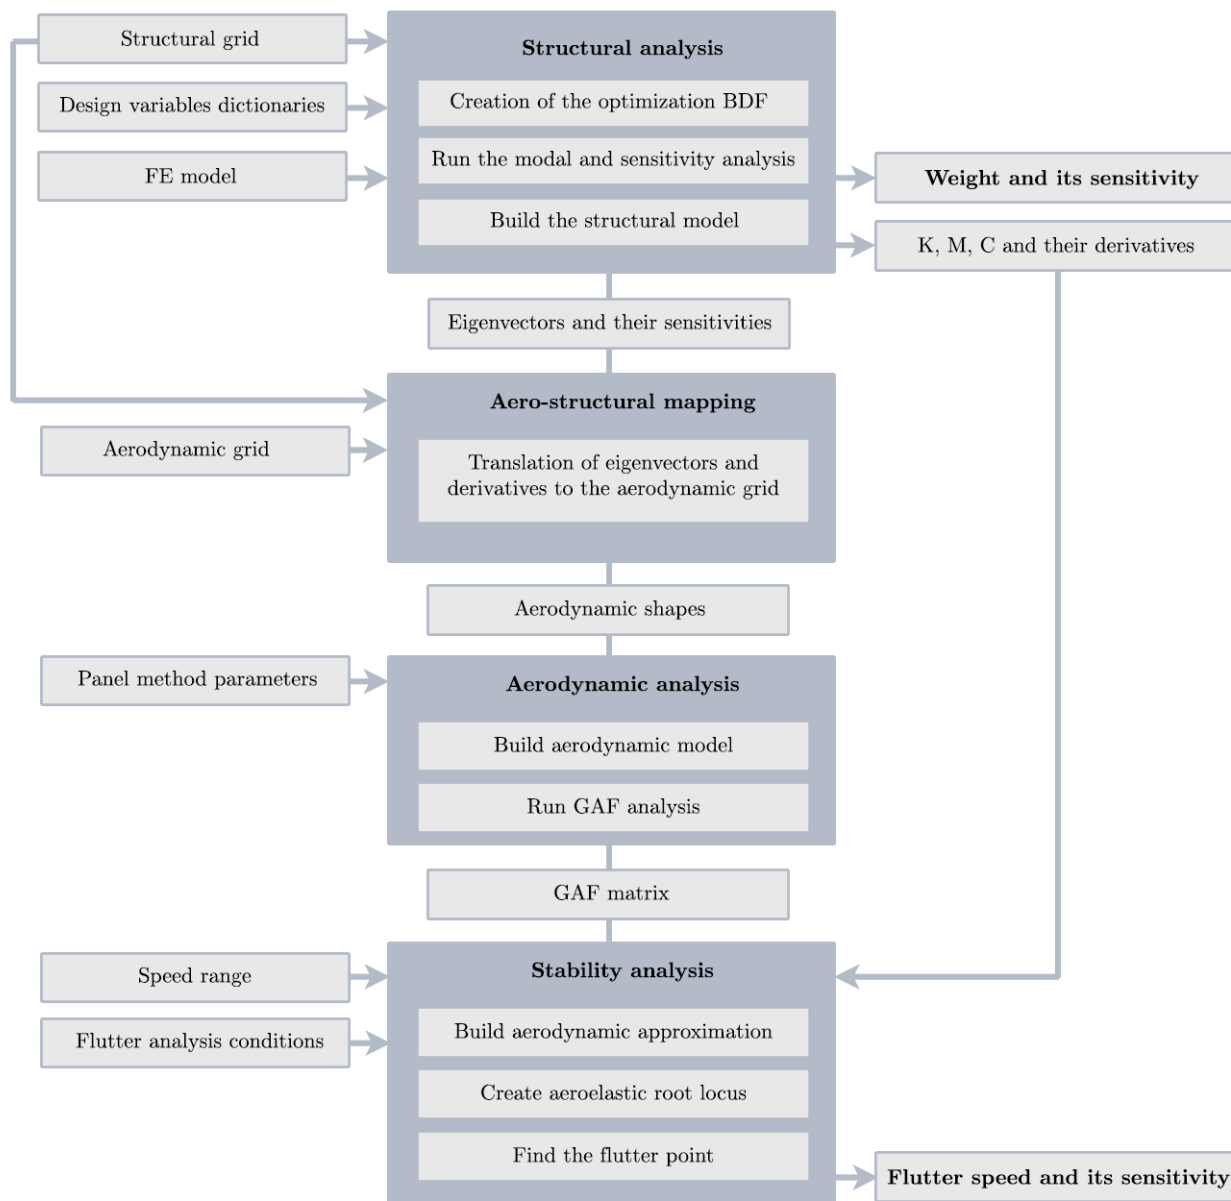 Structural grid
Design variables dictionaries
FE model
Structural analysis
Creation of the optimization BDF
Run the modal and sensitivity analysis
Build the structural model
Weight and its sensitivity
K, M, C and their derivatives
Eigenvectors and their sensitivities
Aerodynamic grid
Aero-structural mapping
Translation of eigenvectors and
derivatives to the aerodynamic grid
Aerodynamic shapes
Panel method parameters
Aerodynamic analysis
Build aerodynamic model
Run GAF analysis
GAF matrix
Speed range
Flutter analysis conditions
Stability analysis
Build aerodynamic approximation
Create aeroelastic root locus
Find the flutter point
Flutter speed and its sensitivity